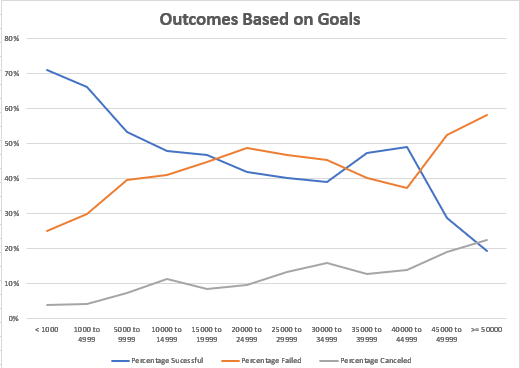 Outcomes Based on Goals
80%
70%
60%
50%
40%
30%
20%
10%
0%
< 1000
1000 to
4999
5000 to
9999
10000 to
14999
15000 to
19999
20000 to
24999
25000 to
29999
30000 to
34999
35000 to
39999
40000 to
44999
45000 to
49999
>= 50000
Percentage Sucessful
Percentage Failed
Percentage Canceled